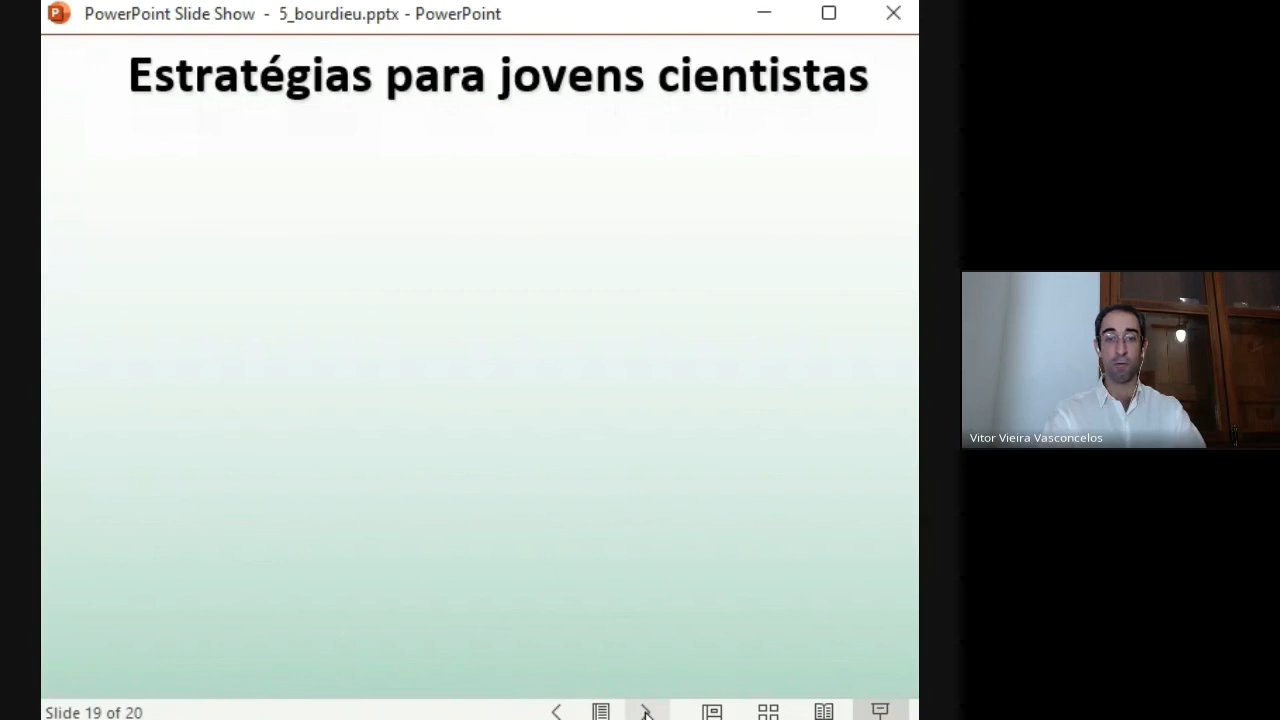 PowerPoint Slide Show - 5_bourdieu.pptx - PowerPoint
Estratégias para jovens cientistas
Vitor Vieira Vasconcelos
Slide 19 of 20